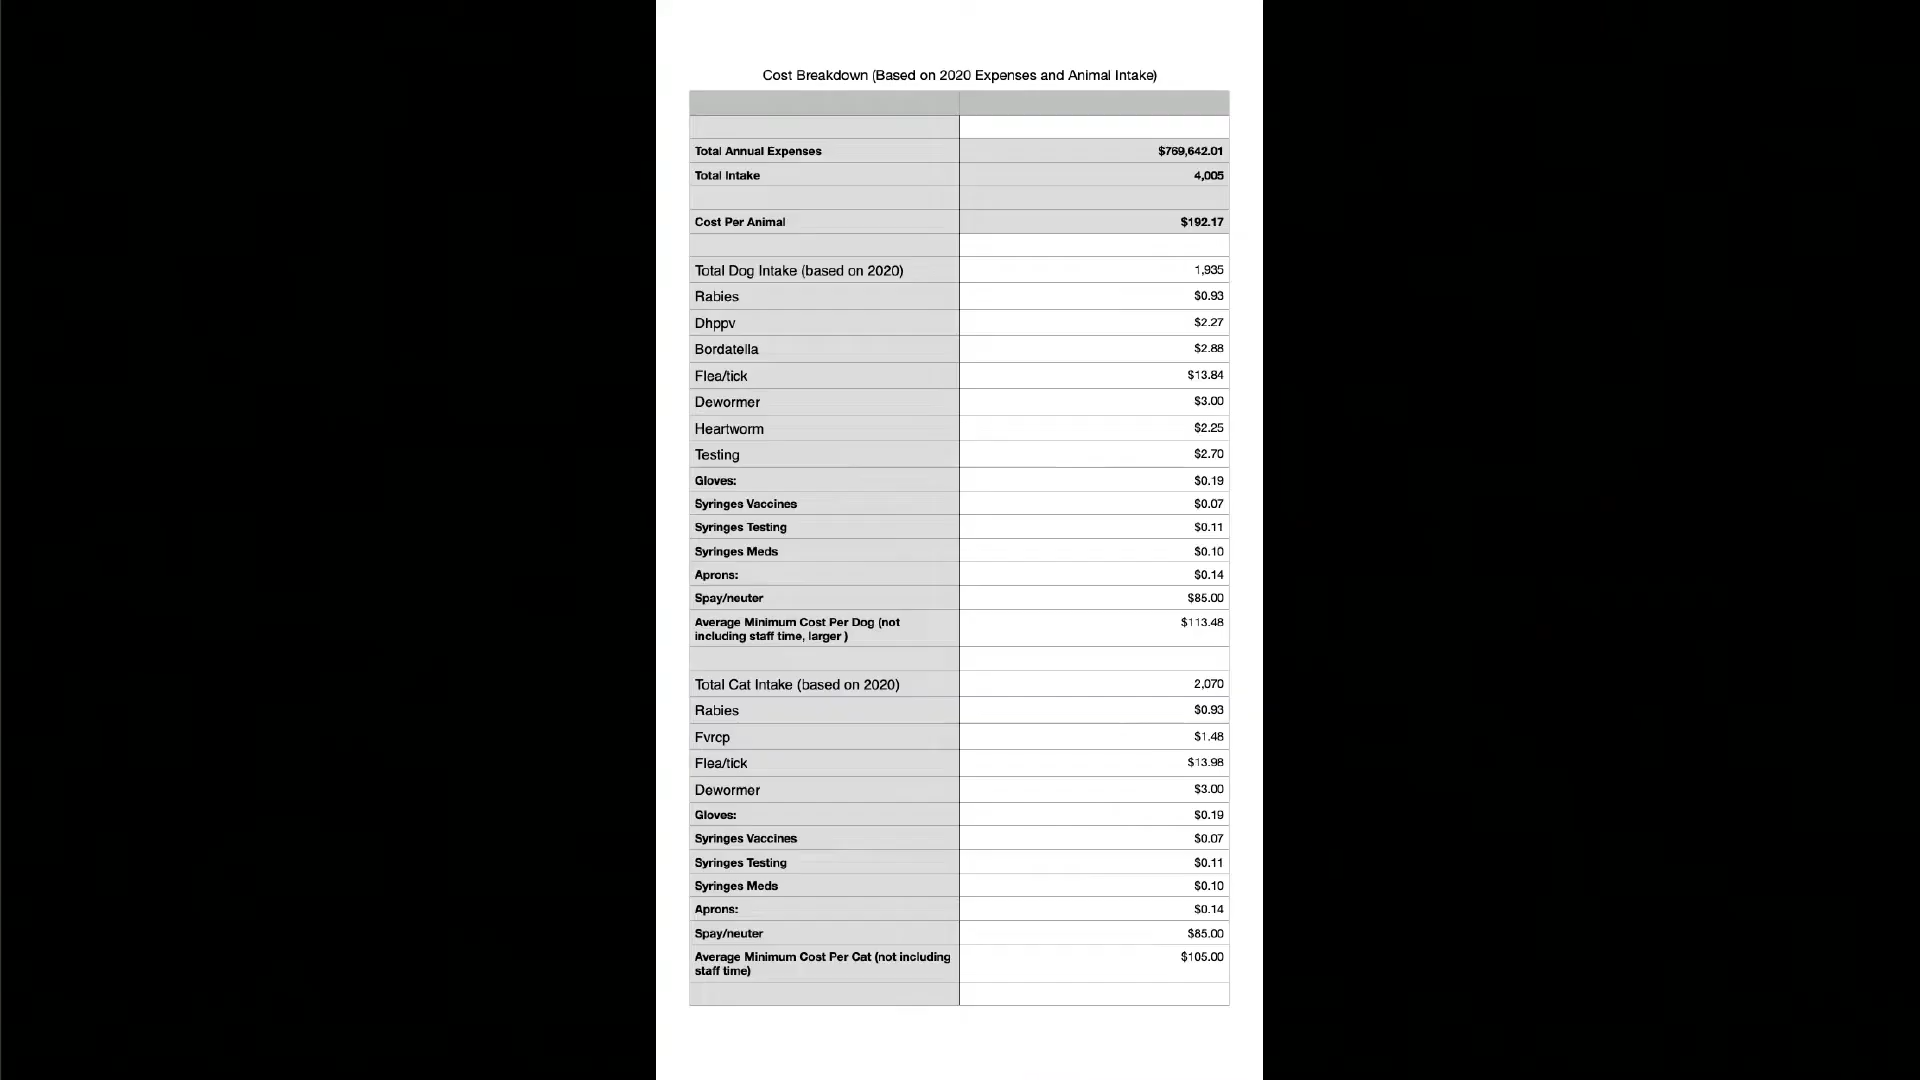 Cost Breakdown (Based on 2020 Expenses and Animal Intake)
Total Annual Expenses $769,642.01
Total Intake 4,005
Cost Per Animal $192.17
Total Dog Intake (based on 2020) 1,935
Rabies $0.93
Dhppv $2.27
Bordatella $2.88
Flea/tick $13.84
Dewormer $3.00
Heartworm $2.25
Testing $2.70
Gloves: $0.19
Syringes Vaccines $0.07
Syringes Testing $0.11
Syringes Meds $0.10
Aprons: $0.14
Spay/neuter $85.00
Average Minimum Cost Per Dog (not $113.48
including staff time, larger )
Total Cat Intake (based on 2020) 2,070
Rabies $0.93
Fvrcp $1.48
Flea/tick $13.98
Dewormer $3.00
Gloves: $0.19
Syringes Vaccines $0.07
Syringes Testing $0.11
Syringes Meds $0.10
Aprons: $0.14
Spay/neuter $85.00
Average Minimum Cost Per Cat (not including $105.00
staff time)